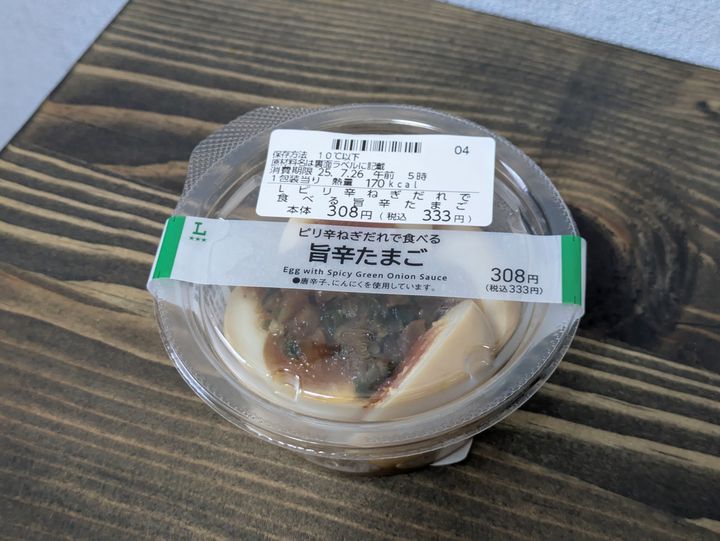 04
保存方法 10℃以下
原材料名は裏面ラベルに記載
消費期限 25. 7.26 午前 5時
1包装当り 熱量 170kcal
Lピリ辛ねぎだれで
食べる旨辛たまご
本体 308円(税込 333円)
L
ピリ辛ねぎだれで食べる
旨辛たまご
Egg with Spicy Green Onion Sauce
●唐辛子、にんにくを使用しています。
308円
(税込333円)